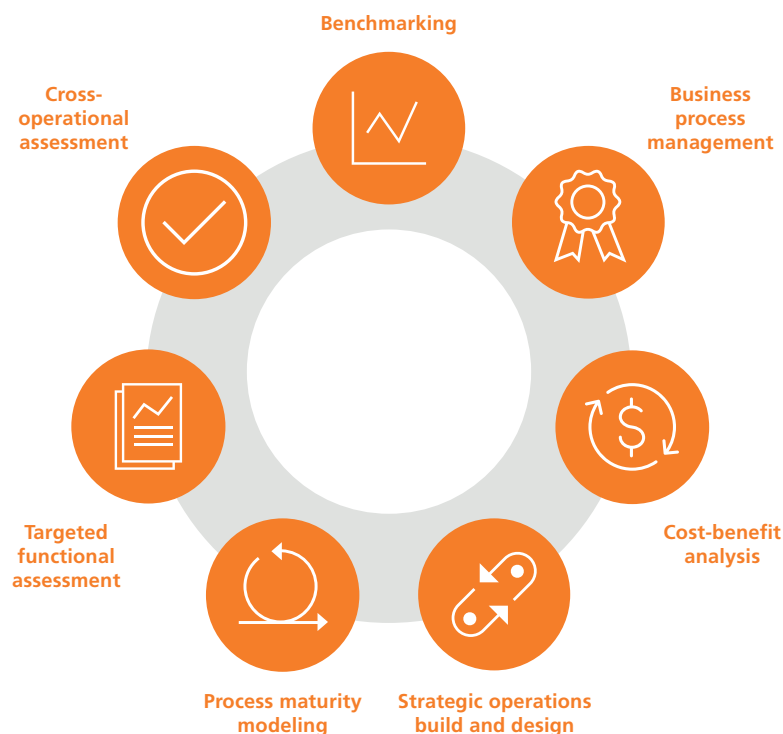 Benchmarking
Business
process
management
Cost-benefit
analysis
Strategic operations
build and design
Process maturity
modeling
Targeted
functional
assessment
Cross-
operational
assessment
$